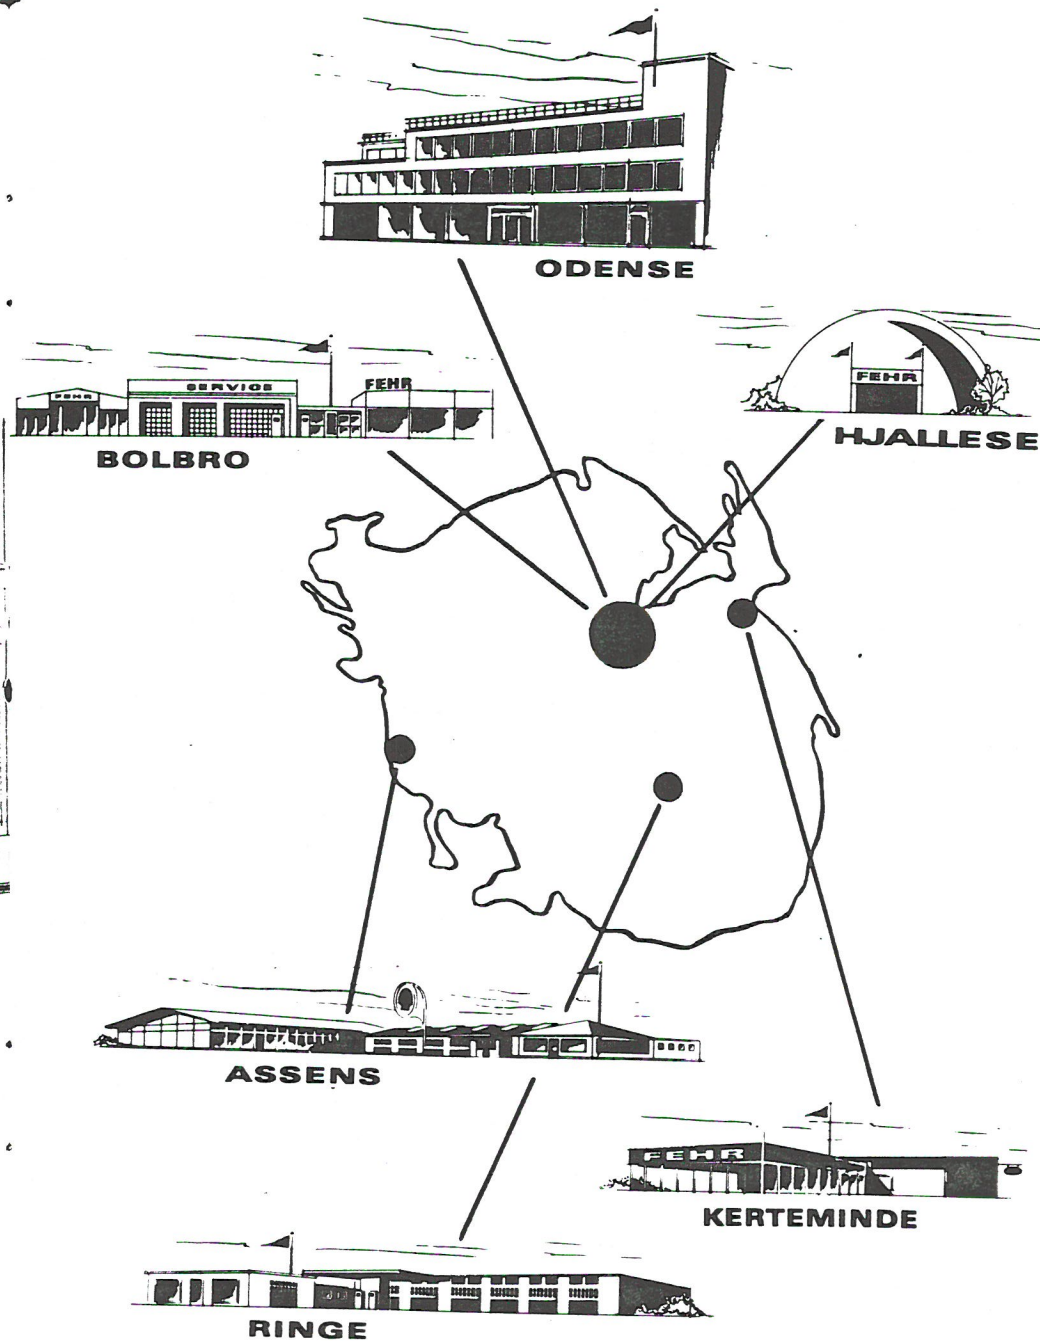 ODENSE
FEHR
SERVICE
FEHR
BOLBRO
FEHR
HJALLESE
ASSENS
FEHR
KERTEMINDE
RINGE